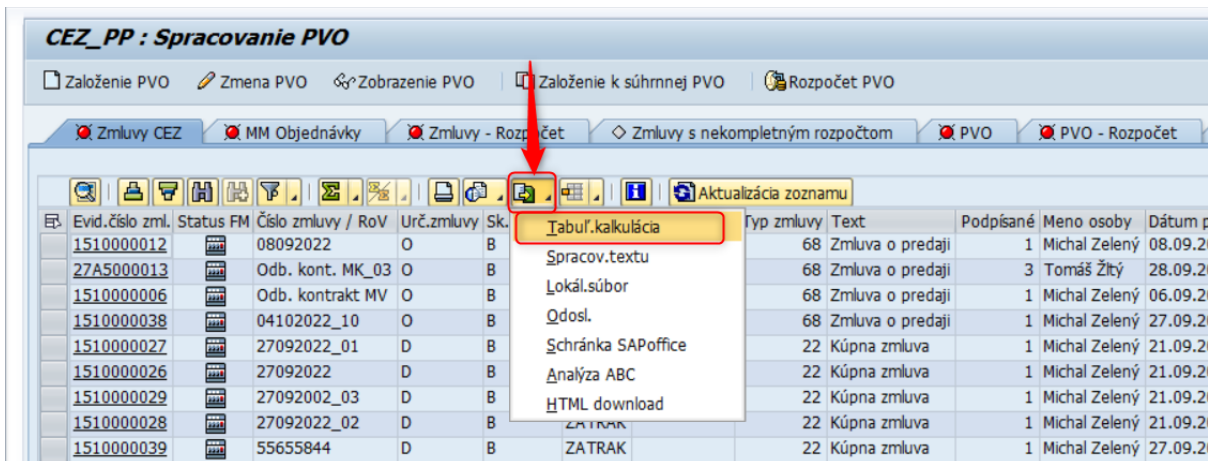 CEZ_PP : Spracovanie PVO
Založenie PVO Zmena PVO Zobrazenie PVO Založenie k súhrnnej PVO Rozpočet PVO
Zmluvy CEZ MM Objednávky Zmluvy - Rozpočet Zmluvy s nekompletným rozpočtom PVO PVO - Rozpočet
Aktualizácia zoznamu
Evid.číslo zml. Status FM Číslo zmluvy / RoV Urč.zmluvy Sk. Typ zmluvy Text Podpísané Meno osoby Dátum p
1510000012 08092022 O B 68 Zmluva o predaji 1 Michal Zelený 08.09.20
27A5000013 Odb. kont. MK_03 O B 68 Zmluva o predaji 3 Tomáš Žltý 28.09.20
1510000006 Odb. kontrakt MV O B 68 Zmluva o predaji 1 Michal Zelený 06.09.20
1510000038 04102022_10 O B 68 Zmluva o predaji 1 Michal Zelený 27.09.20
1510000027 27092022_01 D B 22 Kúpna zmluva 1 Michal Zelený 21.09.20
1510000026 27092022 D B 22 Kúpna zmluva 1 Michal Zelený 21.09.20
1510000029 27092002_03 D B 22 Kúpna zmluva 1 Michal Zelený 21.09.20
1510000028 27092022_02 D B ZATRAK 22 Kúpna zmluva 1 Michal Zelený 21.09.20
1510000039 55655844 D B ZATRAK 22 Kúpna zmluva 1 Michal Zelený 27.09.20
Tabuľ.kalkulácia
Spracov.textu
Lokál.súbor
Odosl.
Schránka SAPoffice
Analýza ABC
HTML download